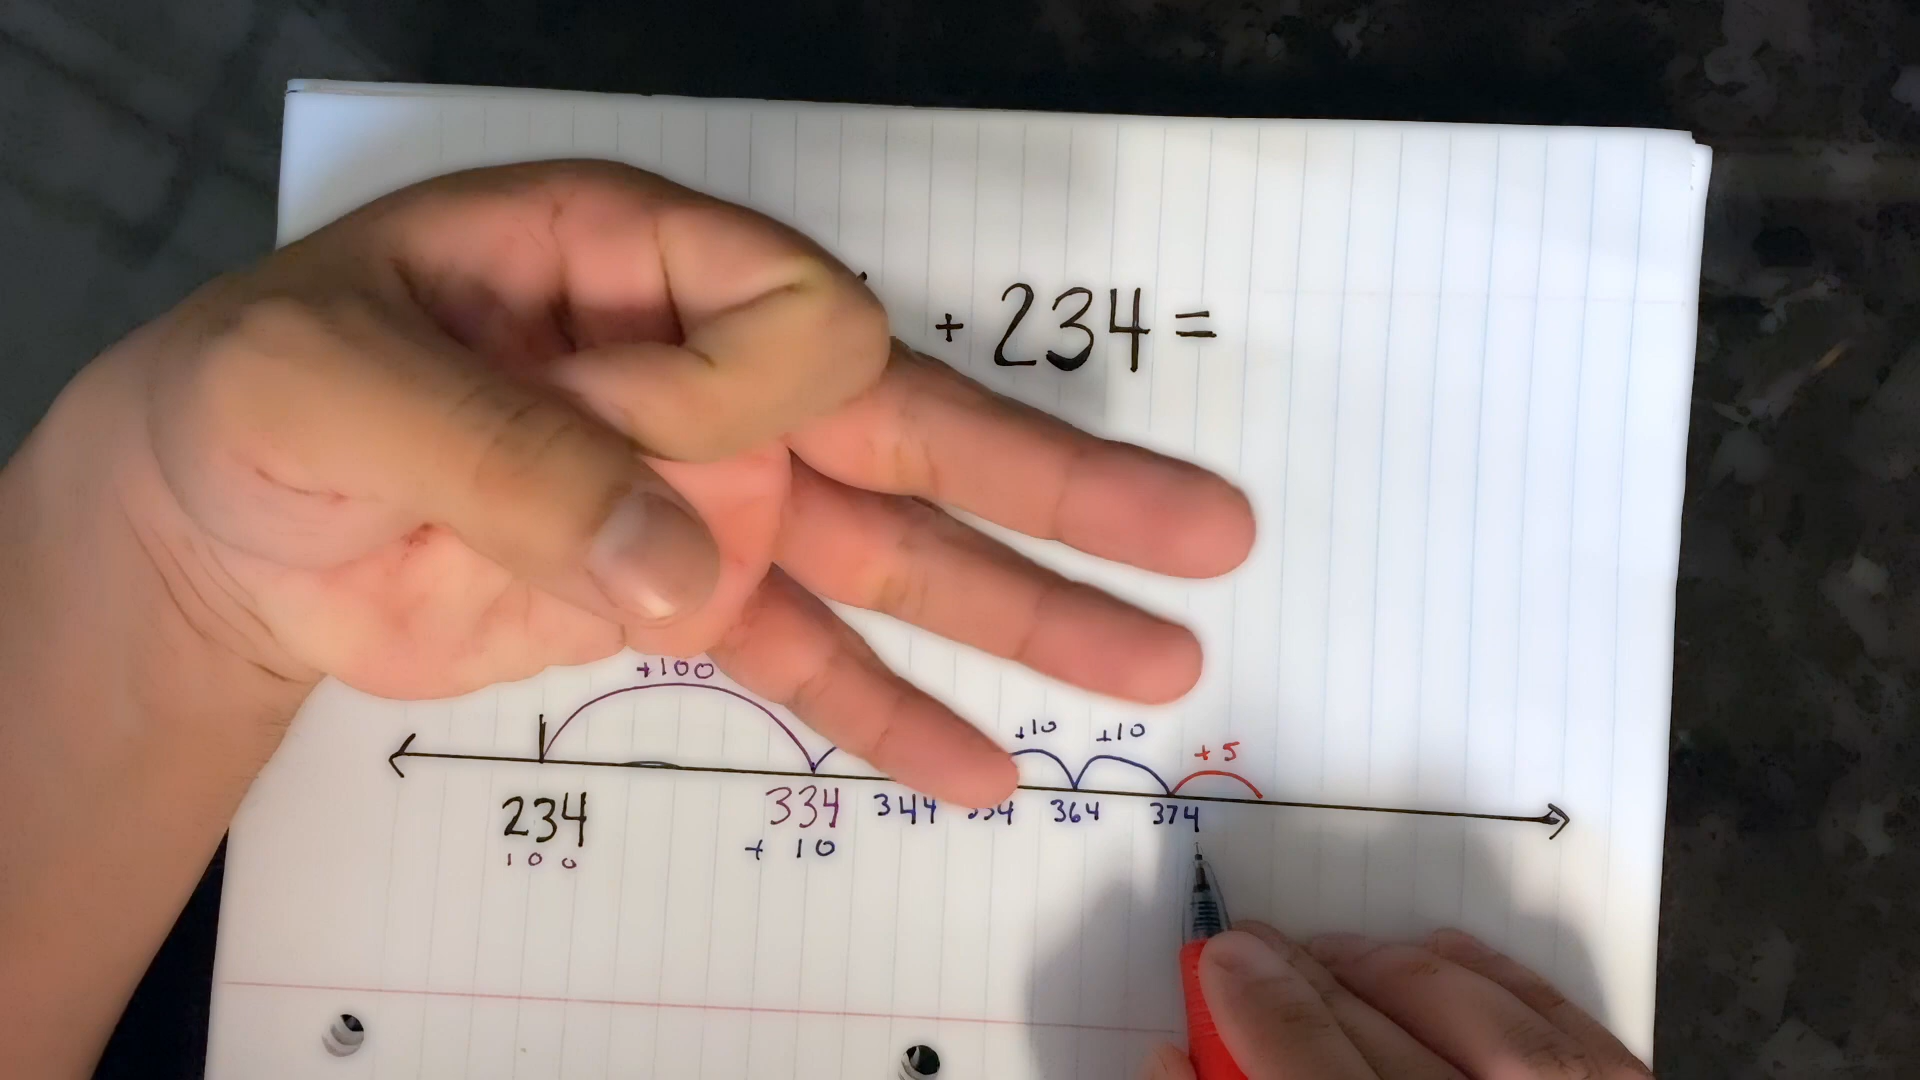 + 234 =
+100
+10 +10 +5
234 334 344 364 374
100 + 10